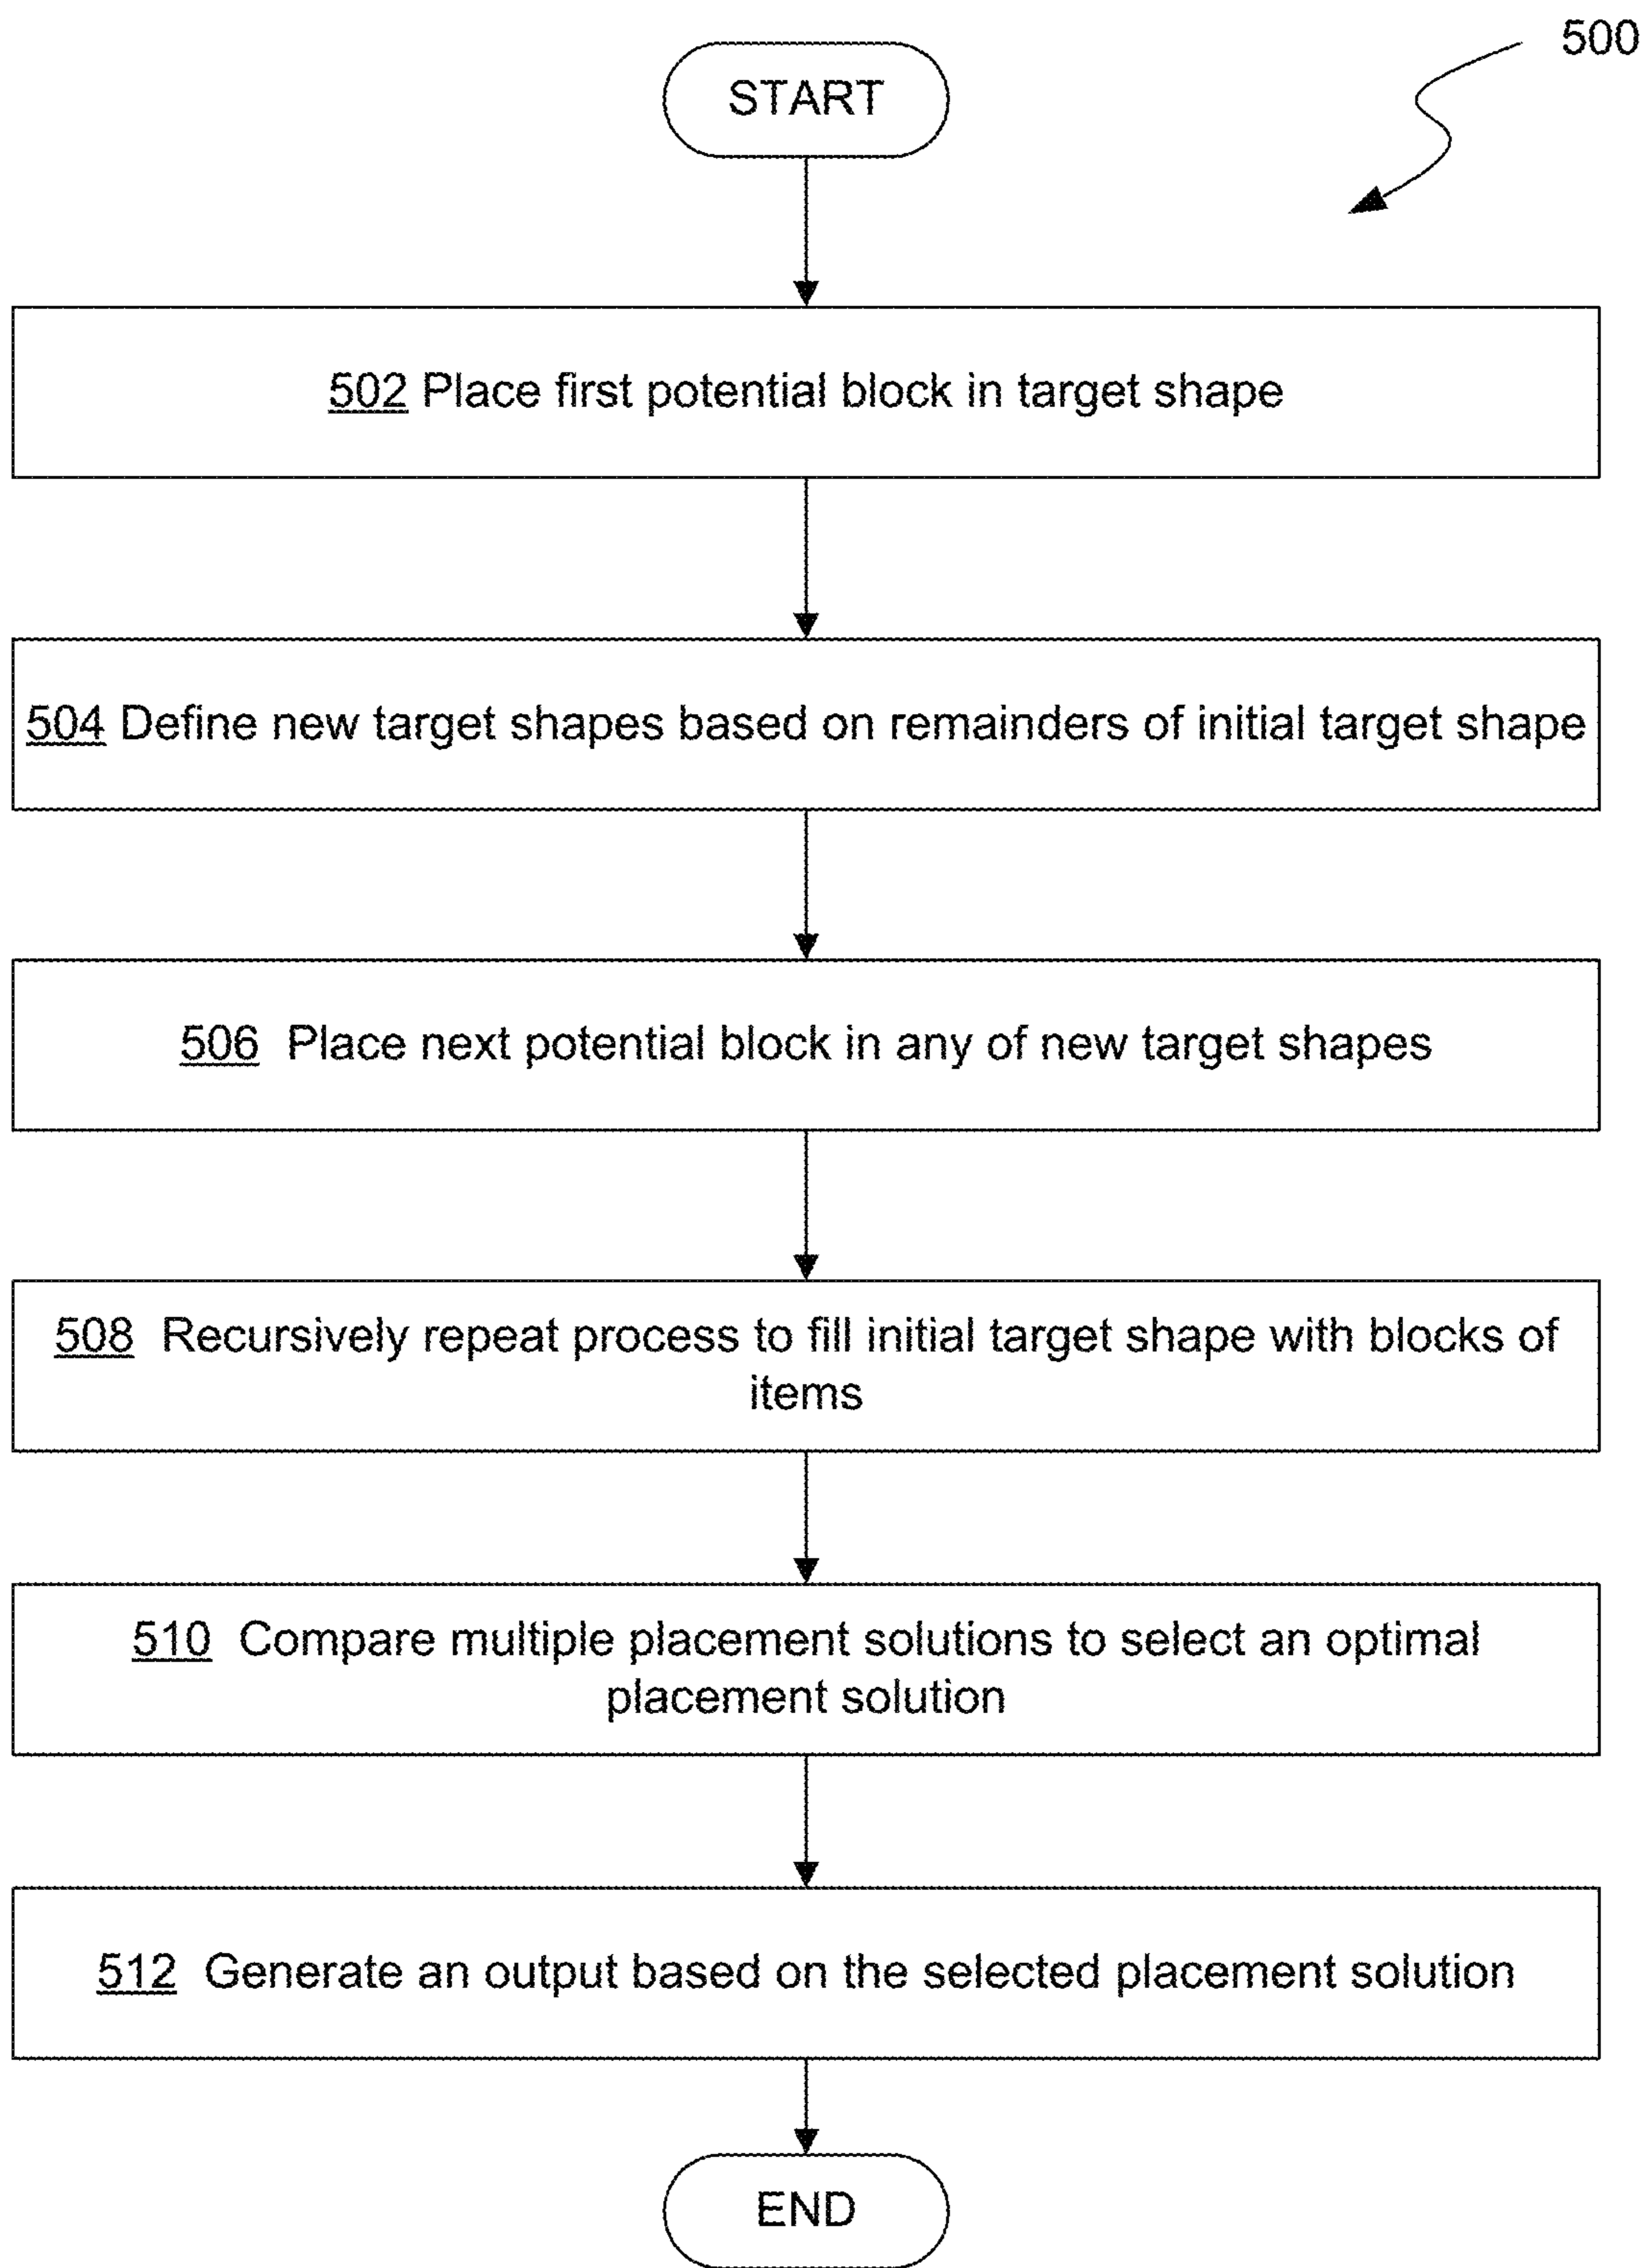 500
START
502 Place first potential block in target shape
504 Define new target shapes based on remainders of initial target shape
506 Place next potential block in any of new target shapes
508 Recursively repeat process to fill initial target shape with blocks of
items
510 Compare multiple placement solutions to select an optimal
placement solution
512 Generate an output based on the selected placement solution
END